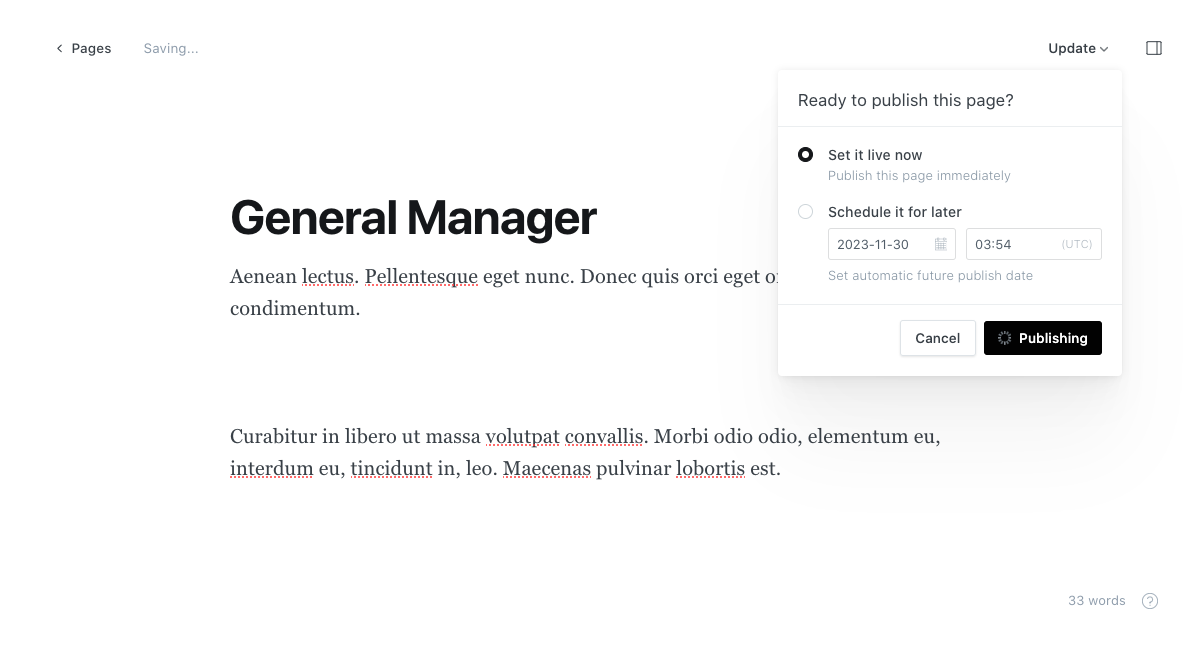 Pages
Saving...
Update
Ready to publish this page?
Set it live now
Publish this page immediately
Schedule it for later
2023-11-30
03:54
(UTC)
Set automatic future publish date
Cancel
Publishing
General Manager
Aenean lectus. Pellentesque eget nunc. Donec quis orci eget
condimentum.
Curabitur in libero ut massa volutpat convallis. Morbi odio odio, elementum eu,
interdum eu, tincidunt in, leo. Maecenas pulvinar lobortis est.
33 words
?